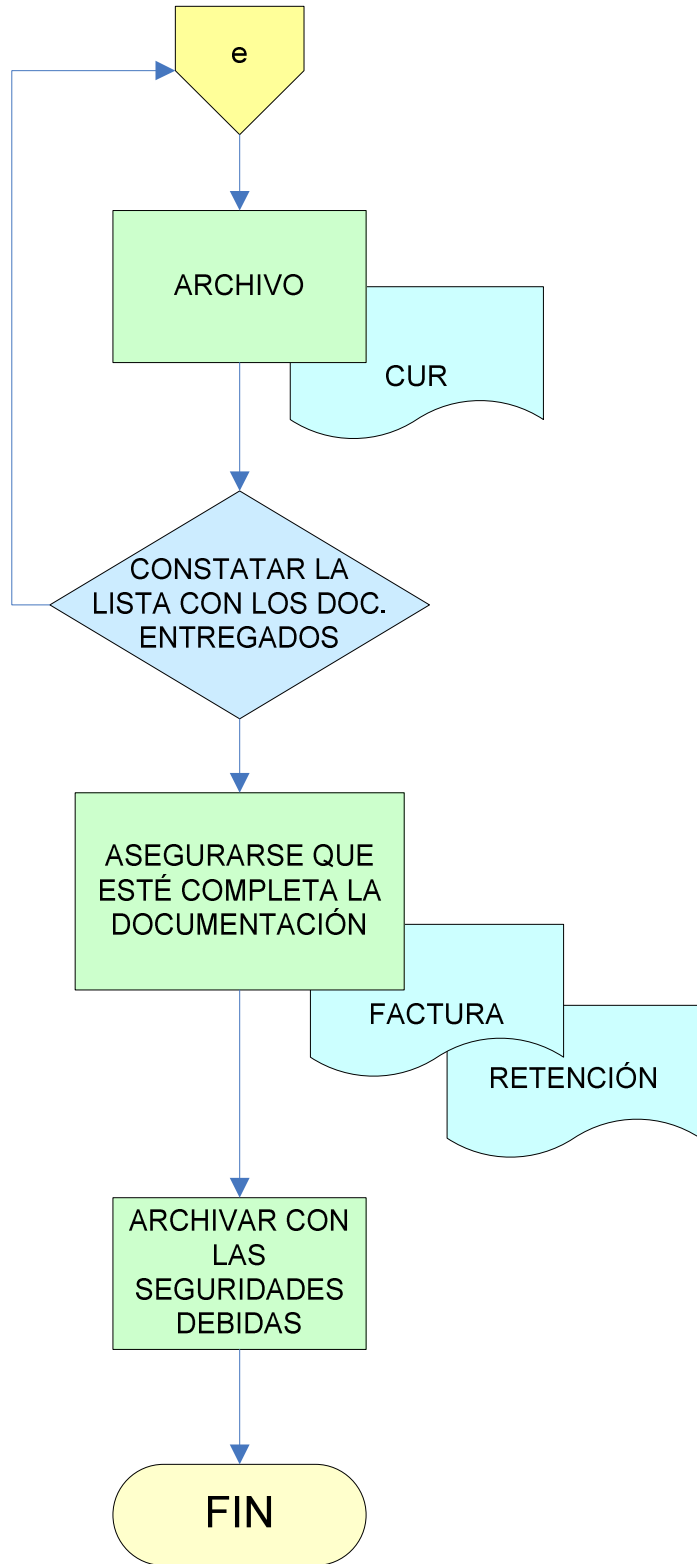 e
ARCHIVO
CUR
CONSTATAR LA
LISTA CON LOS DOC.
ENTREGADOS
ASEGURARSE QUE
ESTÉ COMPLETA LA
DOCUMENTACIÓN
FACTURA
RETENCIÓN
ARCHIVAR CON
LAS
SEGURIDADES
DEBIDAS
FIN